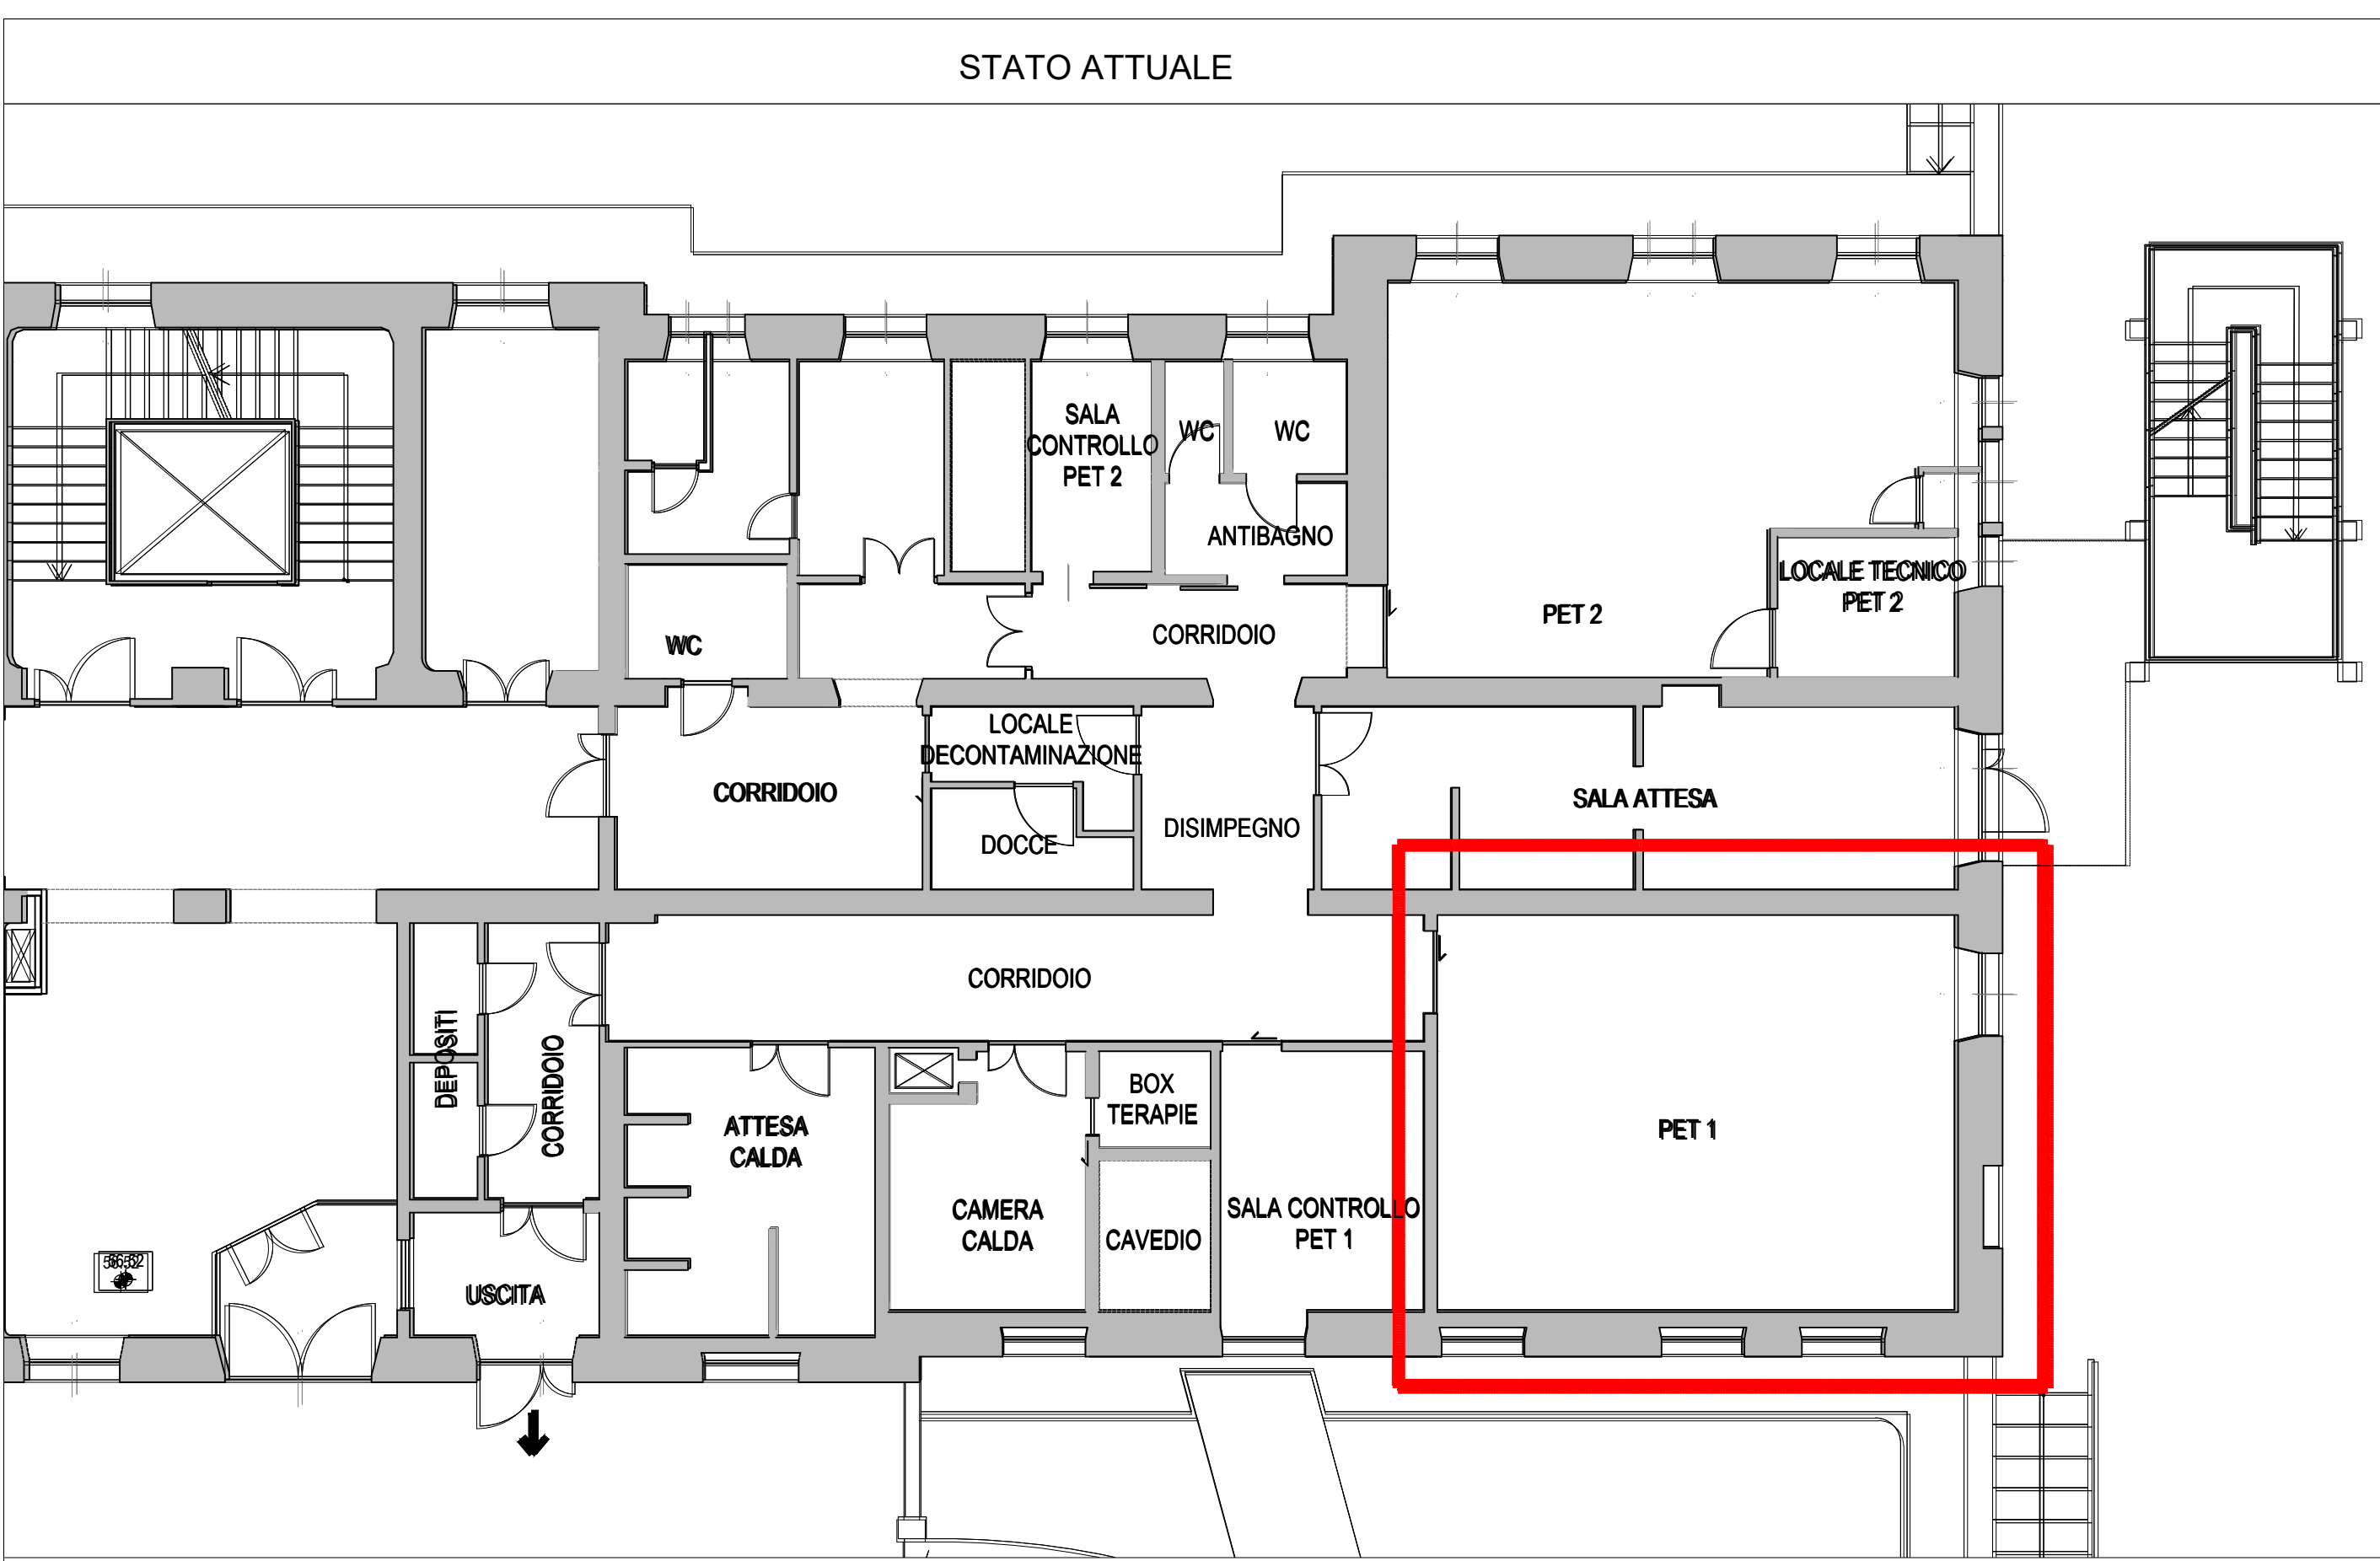 STATO ATTUALE
SALA
CONTROLLO
PET 2
WC
WC
ANTIBAGNO
LOCALE TECNICO
PET 2
PET 2
CORRIDOIO
WC
LOCALE
DECONTAMINAZIONE
CORRIDOIO
SALA ATTESA
DISIMPEGNO
DOCCE
CORRIDOIO
DEPOSITI
CORRIDOIO
BOX
TERAPIE
ATTESA
CALDA
PET 1
CAMERA
CALDA
SALA CONTROLLO
PET 1
CAVEDIO
USCITA